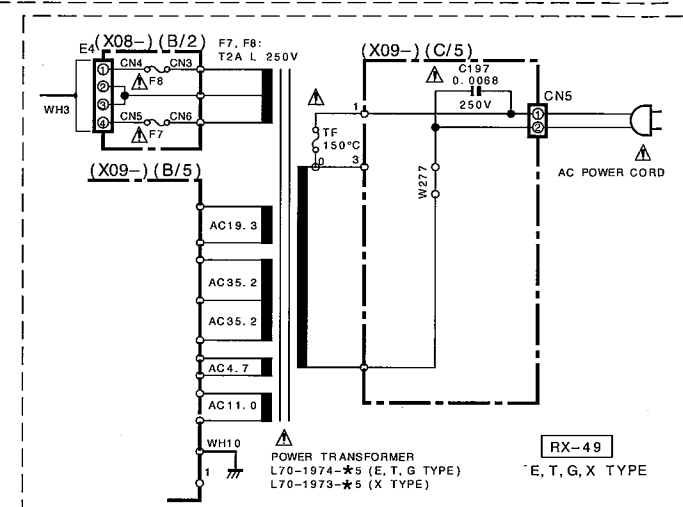 (X08-) (B/2)
F7, F8:
T2A L 250V
E4
1 CN4 CN3
2 F8
3
WH3
4 CN5 CN6
F7
(X09-) (B/5)
AC19.3
AC35.2
AC35.2
AC4.7
AC11.0
WH10
1
TF
150°C
0
1
3
(X09-) (C/5)
C197
0.0068
250V
W277
CN5
1
2
AC POWER CORD
POWER TRANSFORMER
L70-1974-★5 (E, T, G TYPE)
L70-1973-★5 (X TYPE)
RX-49
E, T, G, X TYPE